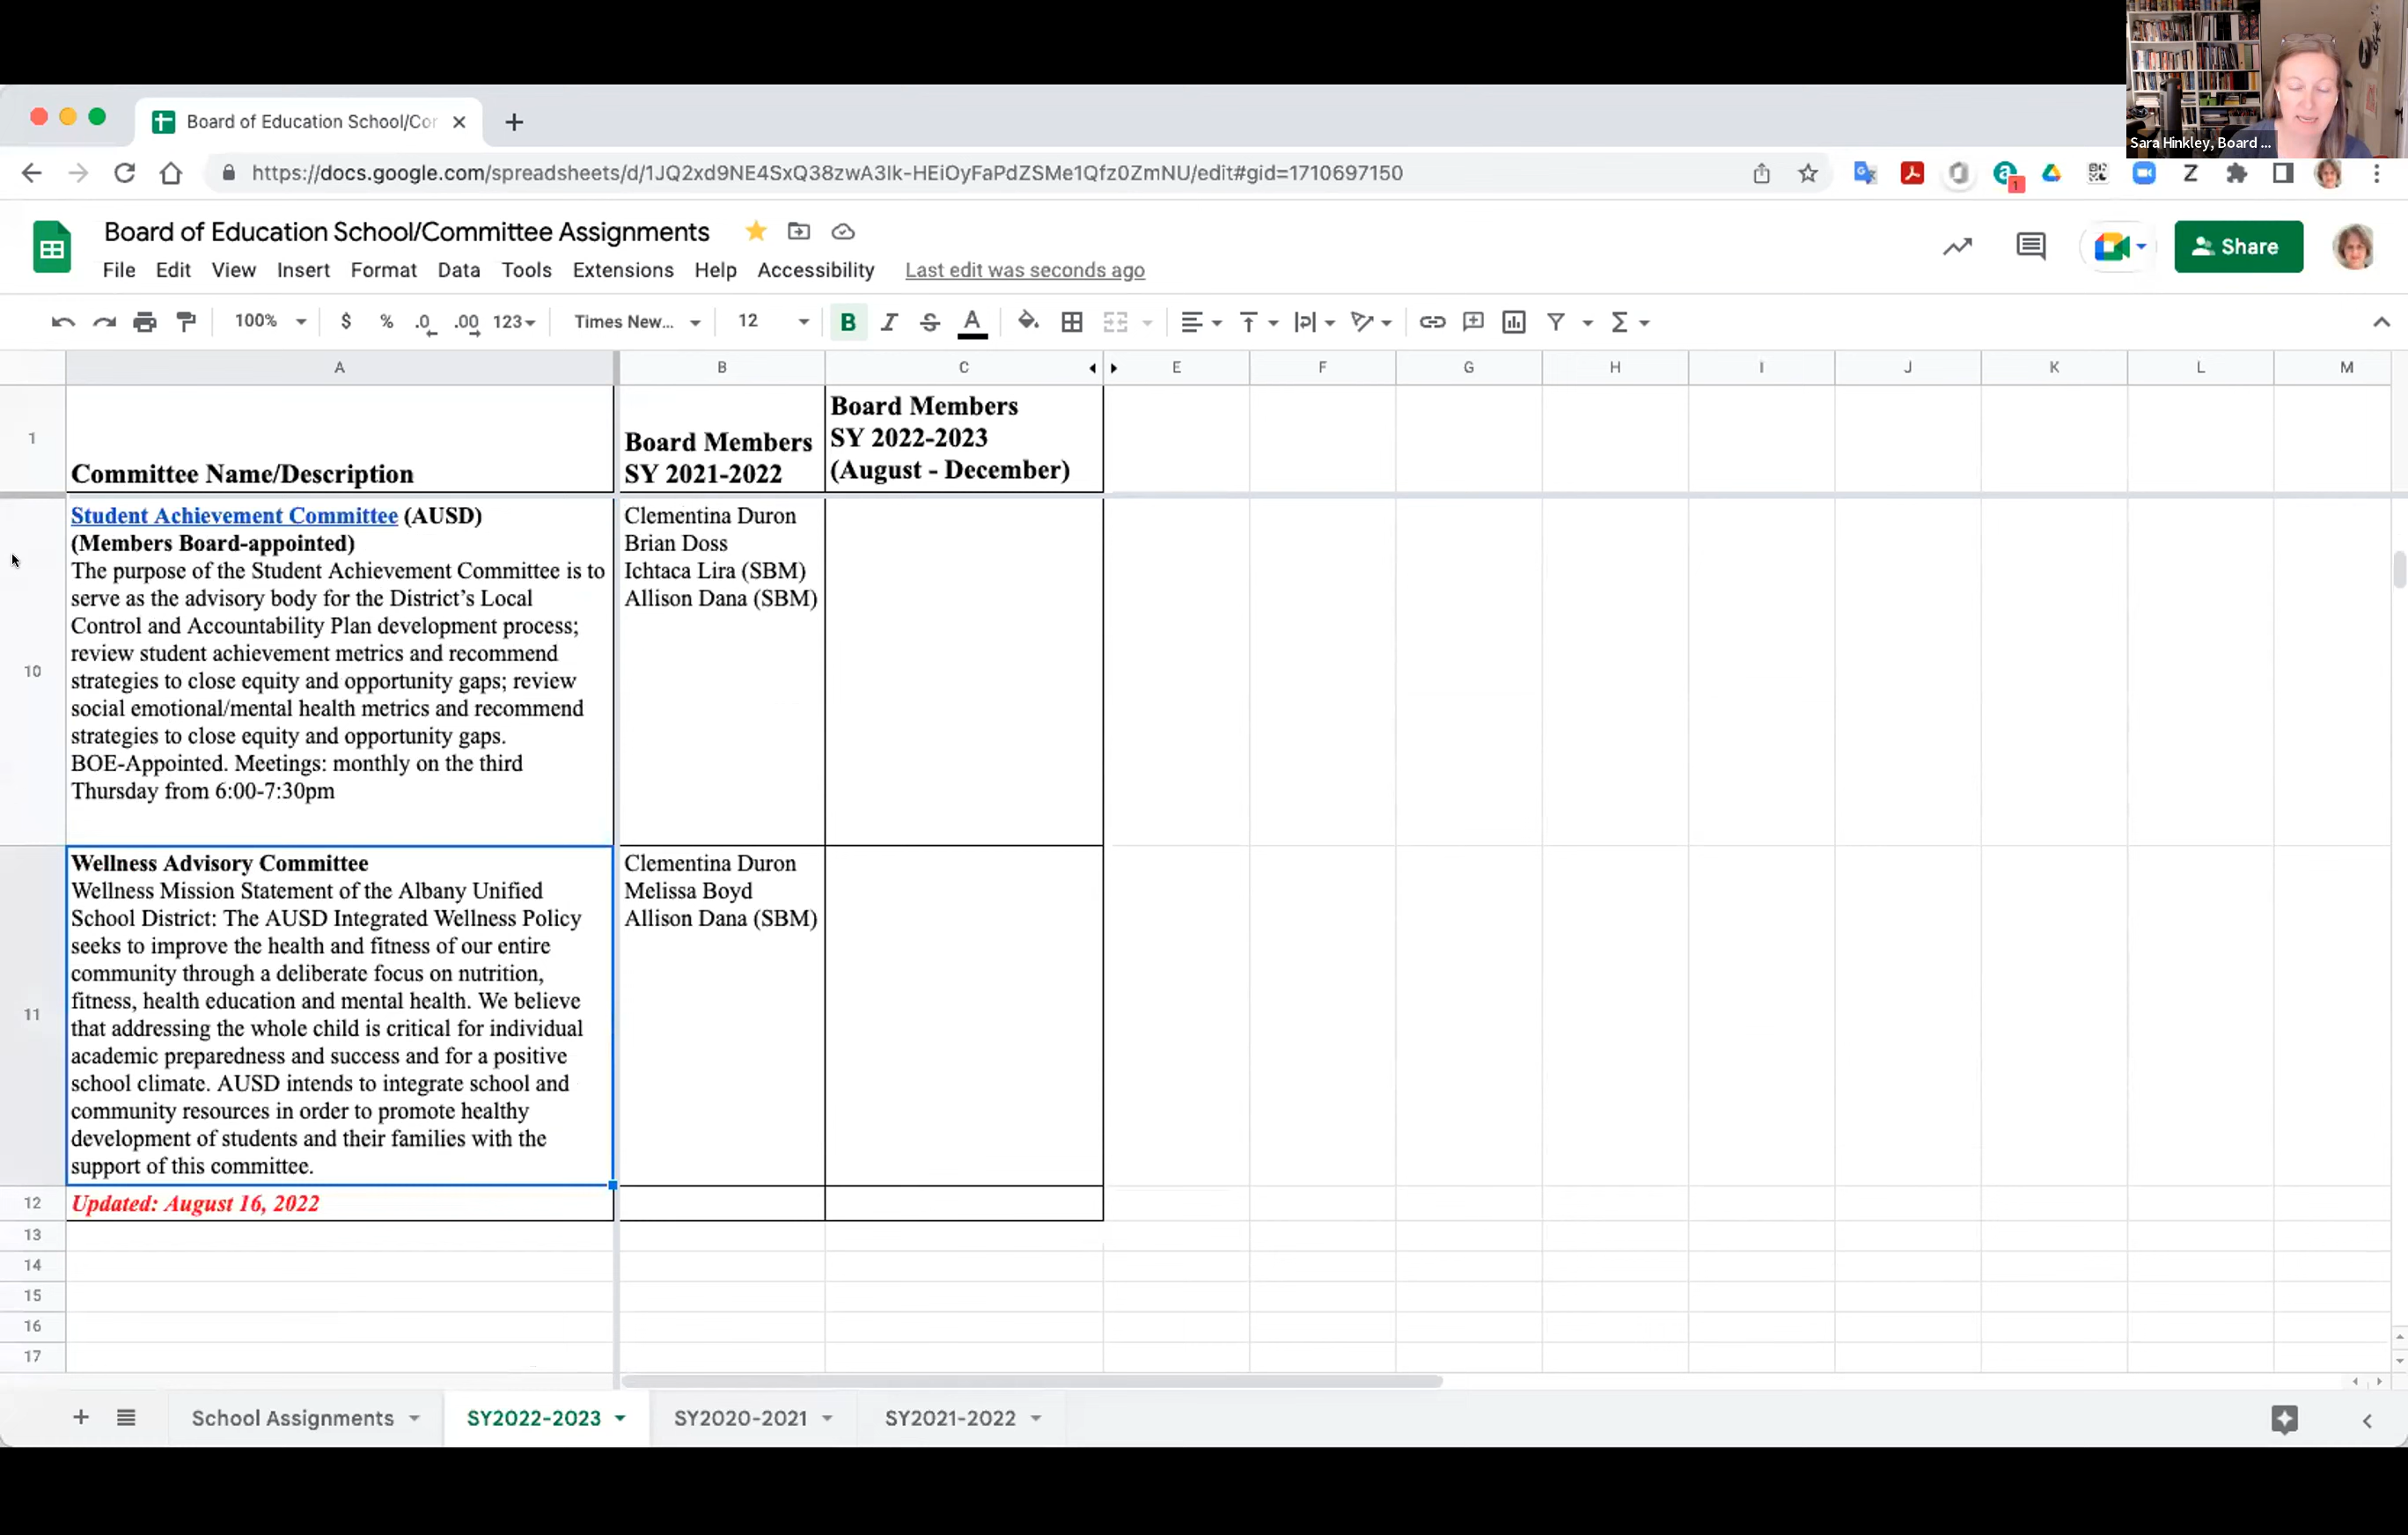 Sara Hinkley, Board ...
Board of Education School/Cor
https://docs.google.com/spreadsheets/d/1JQ2xd9NE4SxQ38zwA3lk-HEiOyFaPdZSMe1Qfz0ZmNU/edit#gid=1710697150
1
Board of Education School/Committee Assignments
File Edit View Insert Format Data Tools Extensions Help Accessibility Last edit was seconds ago
Share
100% $ % .0 .00 123 Times New... 12 B I S A
A B C E F G H I J K L M
1
Committee Name/Description
Board Members
SY 2021-2022
Board Members
SY 2022-2023
(August - December)
10
Student Achievement Committee (AUSD)
(Members Board-appointed)
The purpose of the Student Achievement Committee is to
serve as the advisory body for the District’s Local
Control and Accountability Plan development process;
review student achievement metrics and recommend
strategies to close equity and opportunity gaps; review
social emotional/mental health metrics and recommend
strategies to close equity and opportunity gaps.
BOE-Appointed. Meetings: monthly on the third
Thursday from 6:00-7:30pm
Clementina Duron
Brian Doss
Ichtaca Lira (SBM)
Allison Dana (SBM)
11
Wellness Advisory Committee
Wellness Mission Statement of the Albany Unified
School District: The AUSD Integrated Wellness Policy
seeks to improve the health and fitness of our entire
community through a deliberate focus on nutrition,
fitness, health education and mental health. We believe
that addressing the whole child is critical for individual
academic preparedness and success and for a positive
school climate. AUSD intends to integrate school and
community resources in order to promote healthy
development of students and their families with the
support of this committee.
Clementina Duron
Melissa Boyd
Allison Dana (SBM)
12
Updated: August 16, 2022
13
14
15
16
17
School Assignments SY2022-2023 SY2020-2021 SY2021-2022